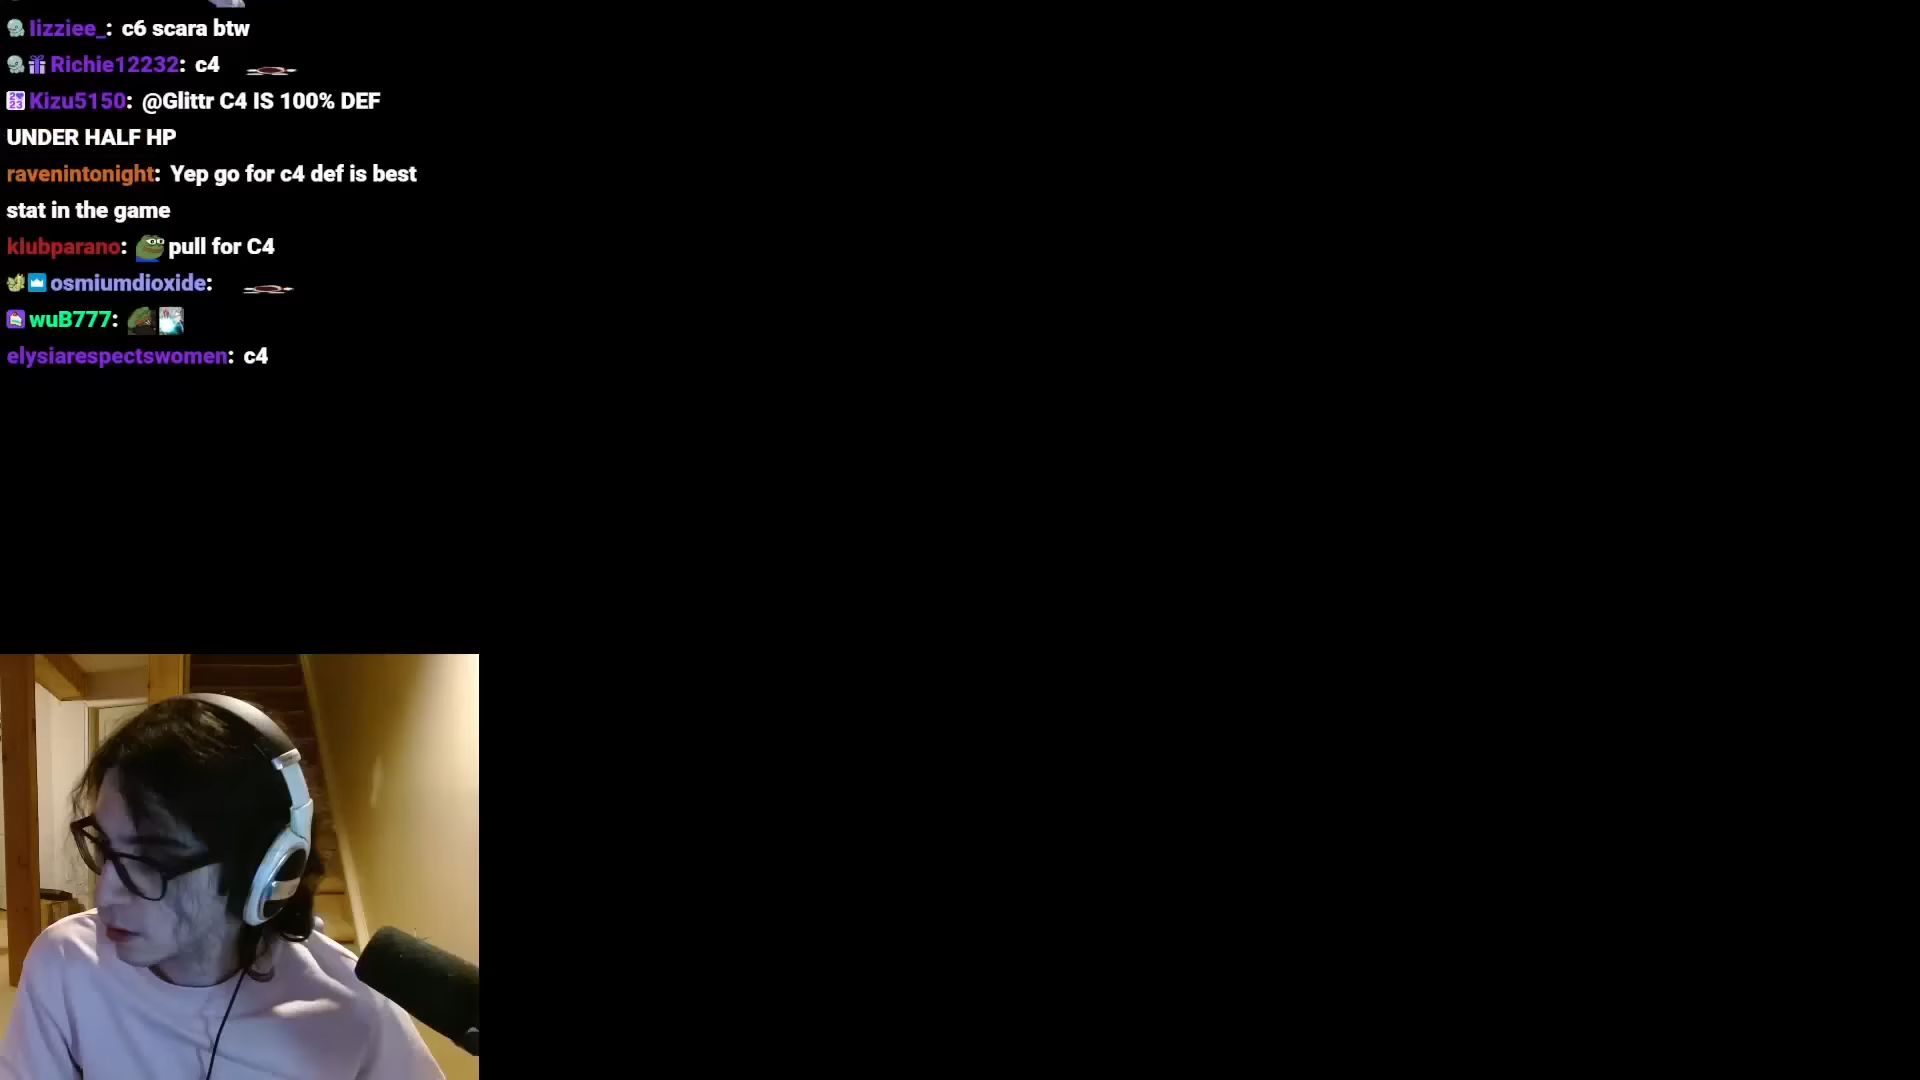 lizziee_: c6 scara btw
Richie12232: c4
Kizu5150: @Glittr C4 IS 100% DEF
UNDER HALF HP
ravenintonight: Yep go for c4 def is best
stat in the game
klubparano: pull for C4
osmiumdioxide:
wuB777:
elysiarespectswomen: c4